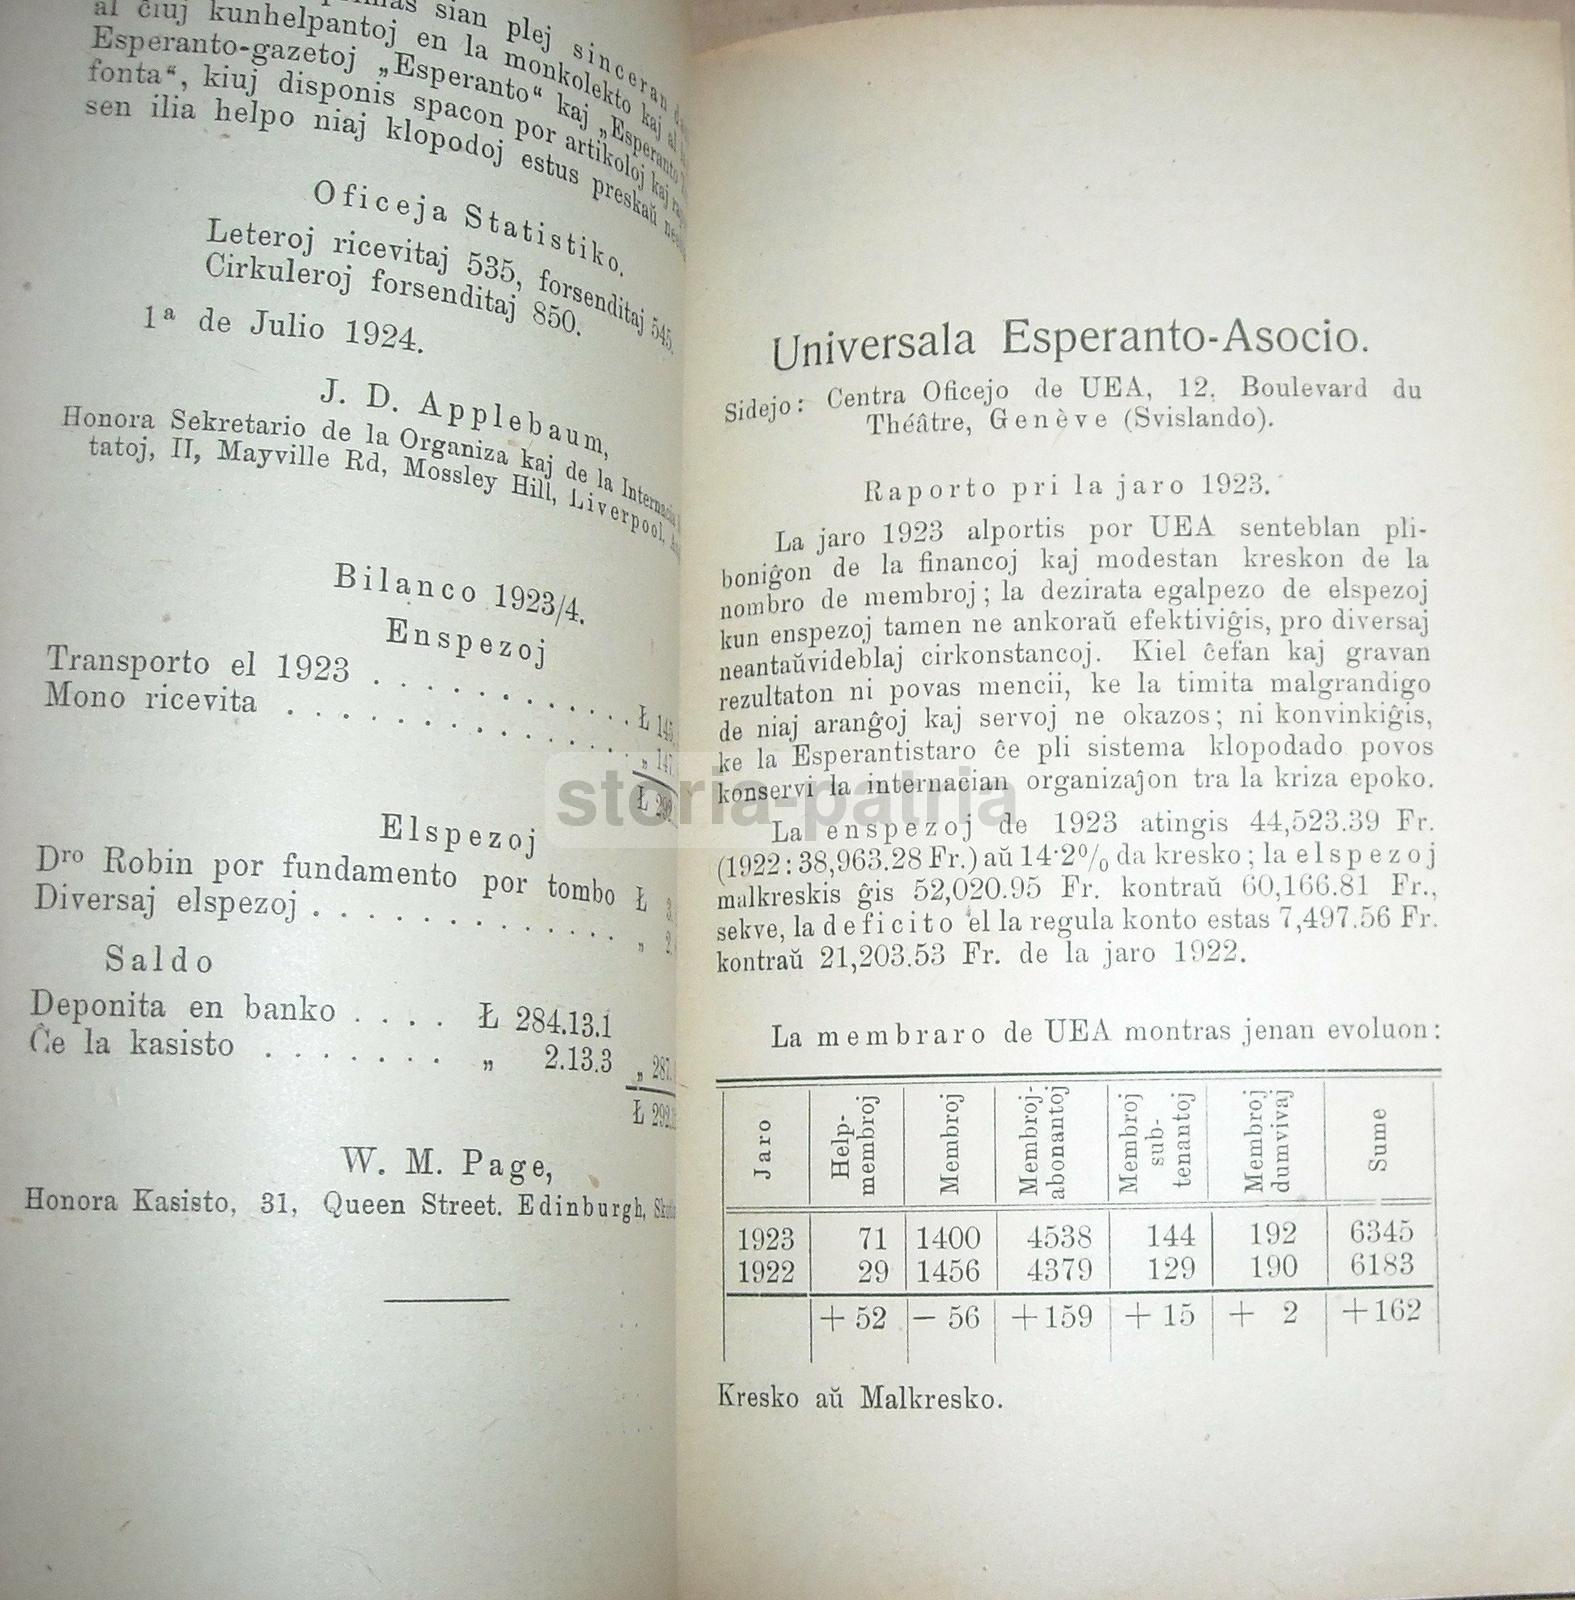 sian plej sinceran
al ĉiuj kunhelpantoj en la monkolekto kaj al
Esperanto-gazetoj „Esperanto“ kaj „Esperanto
fonta“, kiuj disponis spacon por artikoloj kaj
sen ilia helpo niaj klopodoj estus preskaŭ
Oficeja Statistiko.
Leteroj ricevitaj 535, forsenditaj 545.
Cirkuleroj forsenditaj 850.
1ª de Julio 1924.
J. D. Applebaum,
Honora Sekretario de la Organiza kaj de la
tatoj, II, Mayville Rd, Mossley Hill, Liverpool,
Bilanco 1923/4.
Enspezoj
Transporto el 1923 . . . . . . . . . . Ł
Mono ricevita . . . . . . . . . . . . . „
Ł
Elspezoj
Dro Robin por fundamento por tombo Ł
Diversaj elspezoj . . . . . . . . . . . „
Saldo
Deponita en banko . . . . Ł 284.13.1
Ĉe la kasisto . . . . . . . „ 2.13.3 „
Ł
W. M. Page,
Honora Kasisto, 31, Queen Street. Edinburgh,
Universala Esperanto-Asocio.
Sidejo: Centra Oficejo de UEA, 12, Boulevard du
Théâtre, Genève (Svislando).
Raporto pri la jaro 1923.
La jaro 1923 alportis por UEA senteblan pli-
boniĝon de la financoj kaj modestan kreskon de la
nombro de membroj; la dezirata egalpezo de elspezoj
kun enspezoj tamen ne ankoraŭ efektiviĝis, pro diversaj
neantaŭvideblaj cirkonstancoj. Kiel ĉefan kaj gravan
rezultaton ni povas mencii, ke la timita malgrandigo
de niaj aranĝoj kaj servoj ne okazos; ni konvinkiĝis,
ke la Esperantistaro ĉe pli sistema klopodado povos
konservi la internacian organizaĵon tra la kriza epoko.
La enspezoj de 1923 atingis 44,523.39 Fr.
(1922: 38,963.28 Fr.) aŭ 14·2% da kresko; la elspezoj
malkreskis ĝis 52,020.95 Fr. kontraŭ 60,166.81 Fr.,
sekve, la deficito el la regula konto estas 7,497.56 Fr.
kontraŭ 21,203.53 Fr. de la jaro 1922.
La membraro de UEA montras jenan evoluon:
Jaro Help-membroj Membroj Membroj-abonantoj Membroj sub-tenantoj Membroj dumvivaj Sume
1923 71 1400 4538 144 192 6345
1922 29 1456 4379 129 190 6183
+ 52 − 56 + 159 + 15 + 2 + 162
Kresko aŭ Malkresko.
storia-patria